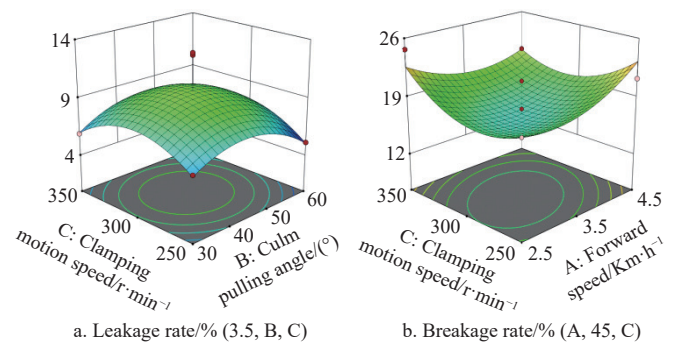 14
9
4
350
300
250
30
40
50
60
C: Clamping
motion speed/r·min⁻¹
B: Culm
pulling angle/(°)
a. Leakage rate/% (3.5, B, C)
26
19
12
350
300
250
2.5
3.5
4.5
C: Clamping
motion speed/r·min⁻¹
A: Forward
speed/Km·h⁻¹
b. Breakage rate/% (A, 45, C)